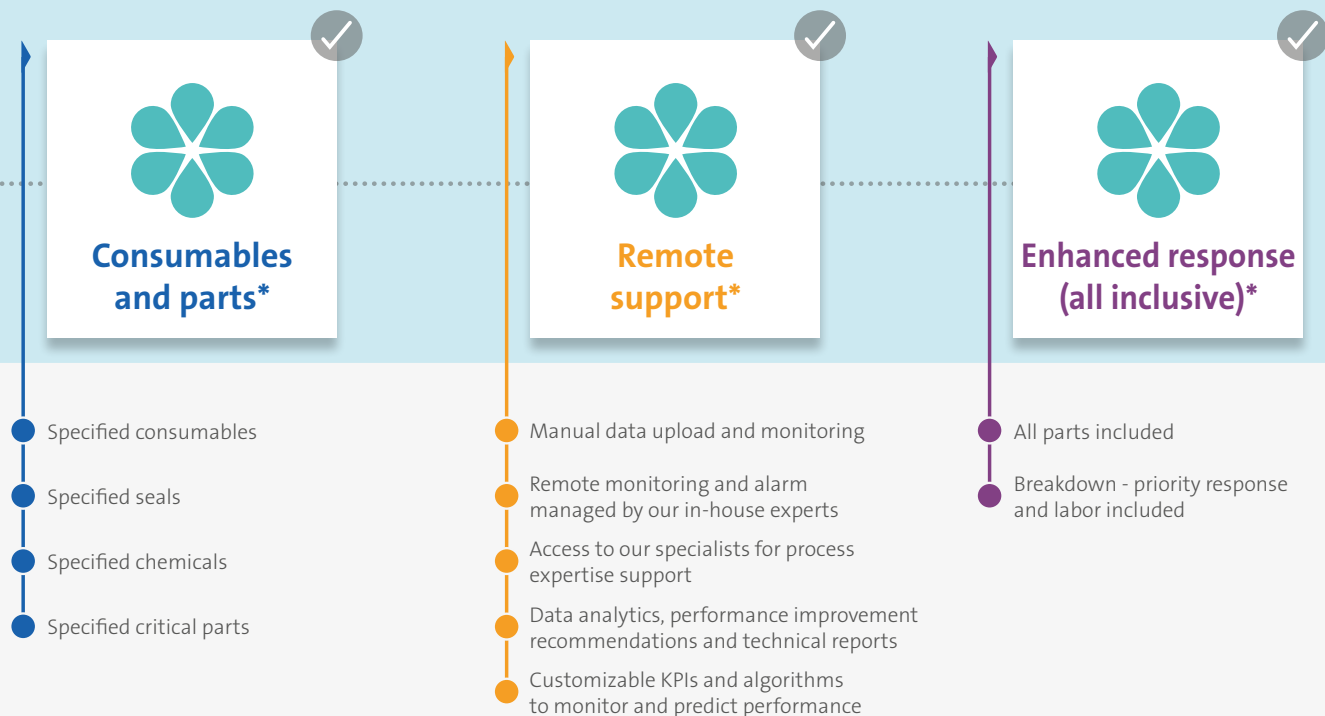 Consumables
and parts*
Specified consumables
Specified seals
Specified chemicals
Specified critical parts
Remote
support*
Manual data upload and monitoring
Remote monitoring and alarm
managed by our in-house experts
Access to our specialists for process
expertise support
Data analytics, performance improvement
recommendations and technical reports
Customizable KPIs and algorithms
to monitor and predict performance
Enhanced response
(all inclusive)*
All parts included
Breakdown - priority response
and labor included